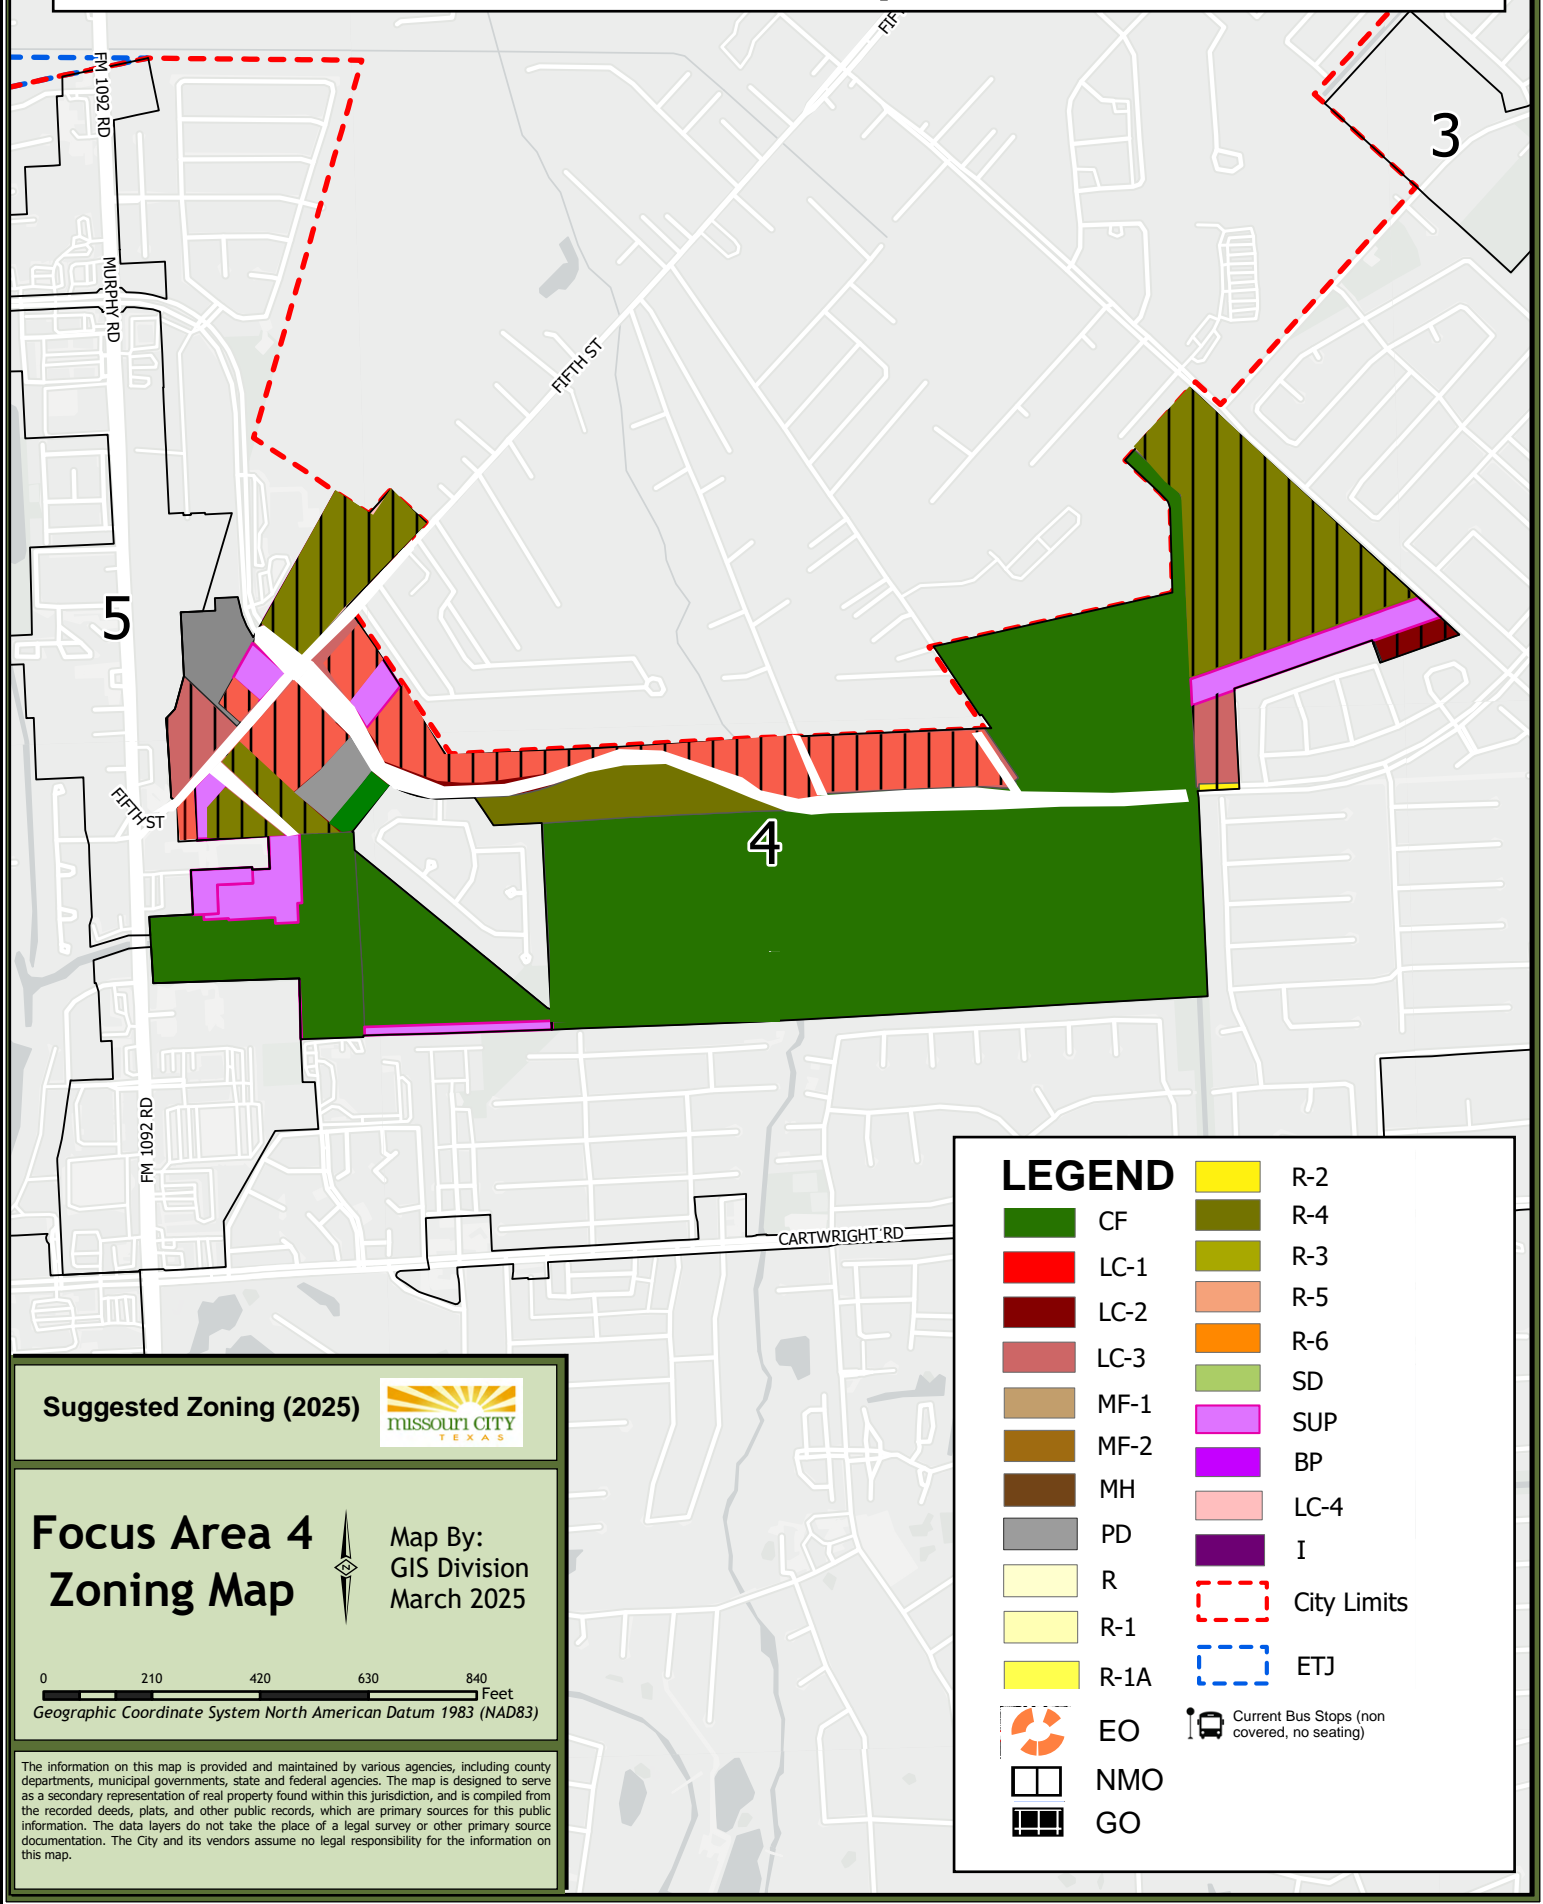 FIF
FM 1092 RD
3
MURPHY RD
FIFTH ST
5
FIFTH ST
4
FM 1092 RD
CARTWRIGHT RD
LEGEND
CF
LC-1
LC-2
LC-3
MF-1
MF-2
MH
PD
R
R-1
R-1A
EO
NMO
GO
R-2
R-4
R-3
R-5
R-6
SD
SUP
BP
LC-4
I
City Limits
ETJ
Current Bus Stops (non
covered, no seating)
Suggested Zoning (2025)
missouri CITY
TEXAS
Focus Area 4
Zoning Map
N
Map By:
GIS Division
March 2025
0 210 420 630 840
Feet
Geographic Coordinate System North American Datum 1983 (NAD83)
The information on this map is provided and maintained by various agencies, including county
departments, municipal governments, state and federal agencies. The map is designed to serve
as a secondary representation of real property found within this jurisdiction, and is compiled from
the recorded deeds, plats, and other public records, which are primary sources for this public
information. The data layers do not take the place of a legal survey or other primary source
documentation. The City and its vendors assume no legal responsibility for the information on
this map.